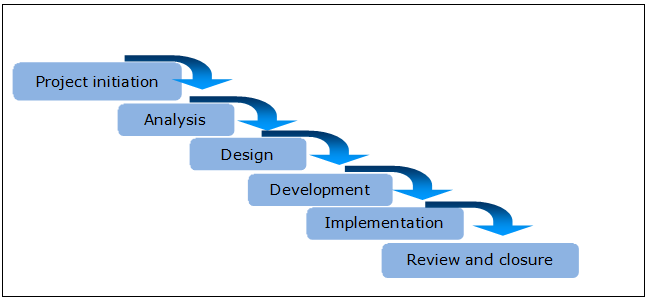 Project initiation
Analysis
Design
Development
Implementation
Review and closure